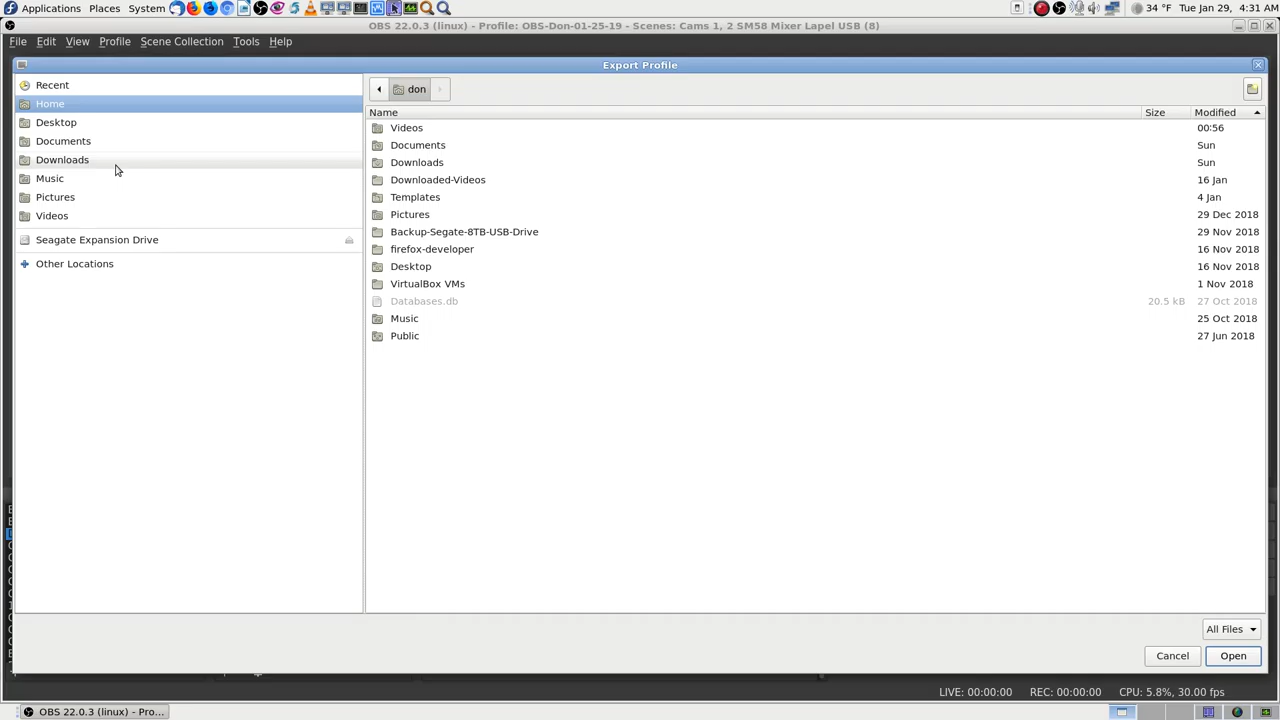 Applications Places System 34 °F Tue Jan 29, 4:31 AM
OBS 22.0.3 (linux) - Profile: OBS-Don-01-25-19 - Scenes: Cams 1, 2 SM58 Mixer Lapel USB (8)
File Edit View Profile Scene Collection Tools Help
Export Profile
Recent
Home
Desktop
Documents
Downloads
Music
Pictures
Videos
Seagate Expansion Drive
Other Locations
don
Name Size Modified
Videos 00:56
Documents Sun
Downloads Sun
Downloaded-Videos 16 Jan
Templates 4 Jan
Pictures 29 Dec 2018
Backup-Segate-8TB-USB-Drive 29 Nov 2018
firefox-developer 16 Nov 2018
Desktop 16 Nov 2018
VirtualBox VMs 1 Nov 2018
Databases.db 20.5 kB 27 Oct 2018
Music 25 Oct 2018
Public 27 Jun 2018
All Files
Cancel Open
LIVE: 00:00:00 REC: 00:00:00 CPU: 5.8%, 30.00 fps
OBS 22.0.3 (linux) - Pro...